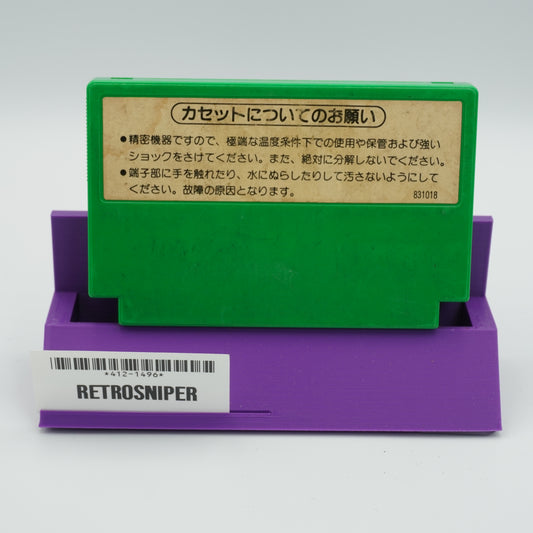 カセットについてのお願い
●精密機器ですので、極端な温度条件下での使用や保管および強い
ショックをさけてください。また、絶対に分解しないでください。
●端子部に手を触れたり、水にぬらしたりして汚さないようにして
ください。故障の原因となります。
831018
*412-1496*
RETROSNIPER